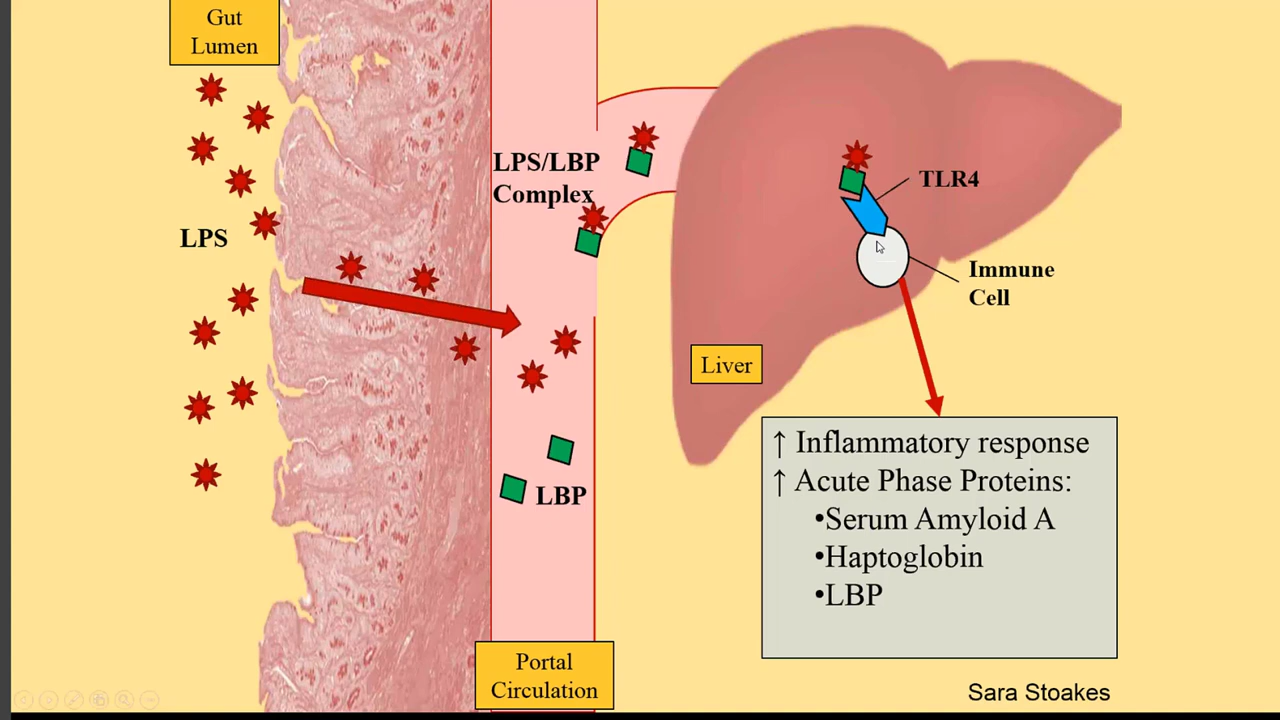 Gut
Lumen
LPS
LPS/LBP
Complex
LBP
Portal
Circulation
TLR4
Immune
Cell
Liver
↑ Inflammatory response
↑ Acute Phase Proteins:
•Serum Amyloid A
•Haptoglobin
•LBP
Sara Stoakes